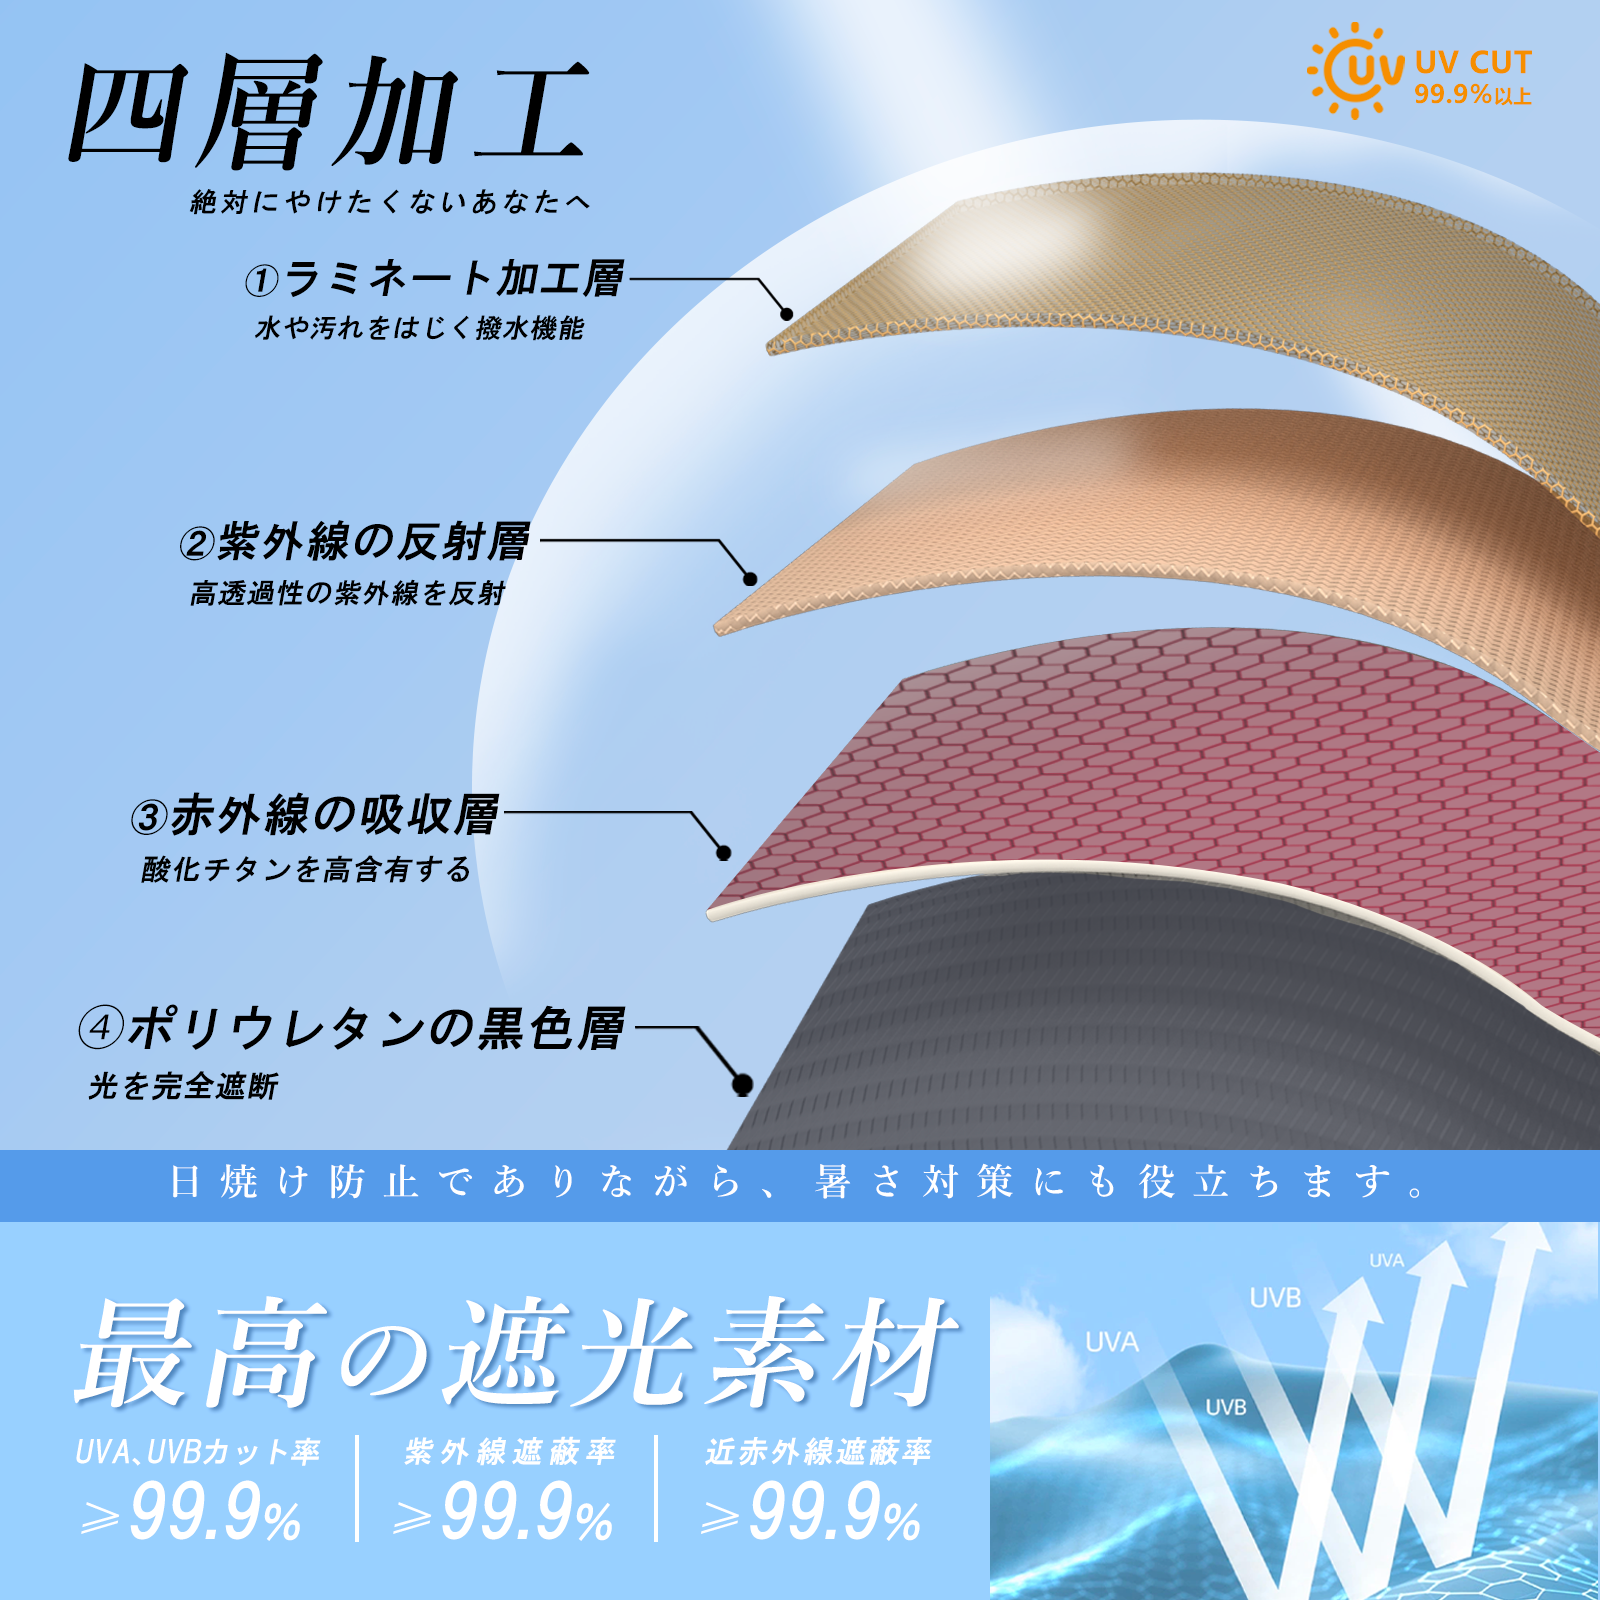 四層加工
絶対にやけたくないあなたへ
UV UV CUT
99.9%以上
①ラミネート加工層
水や汚れをはじく撥水機能
②紫外線の反射層
高透過性の紫外線を反射
③赤外線の吸収層
酸化チタンを高含有する
④ポリウレタンの黒色層
光を完全遮断
日焼け防止でありながら、暑さ対策にも役立ちます。
最高の遮光素材
UVA、UVBカット率
≥99.9%
紫外線遮蔽率
≥99.9%
近赤外線遮蔽率
≥99.9%
UVA
UVB
UVA
UVB